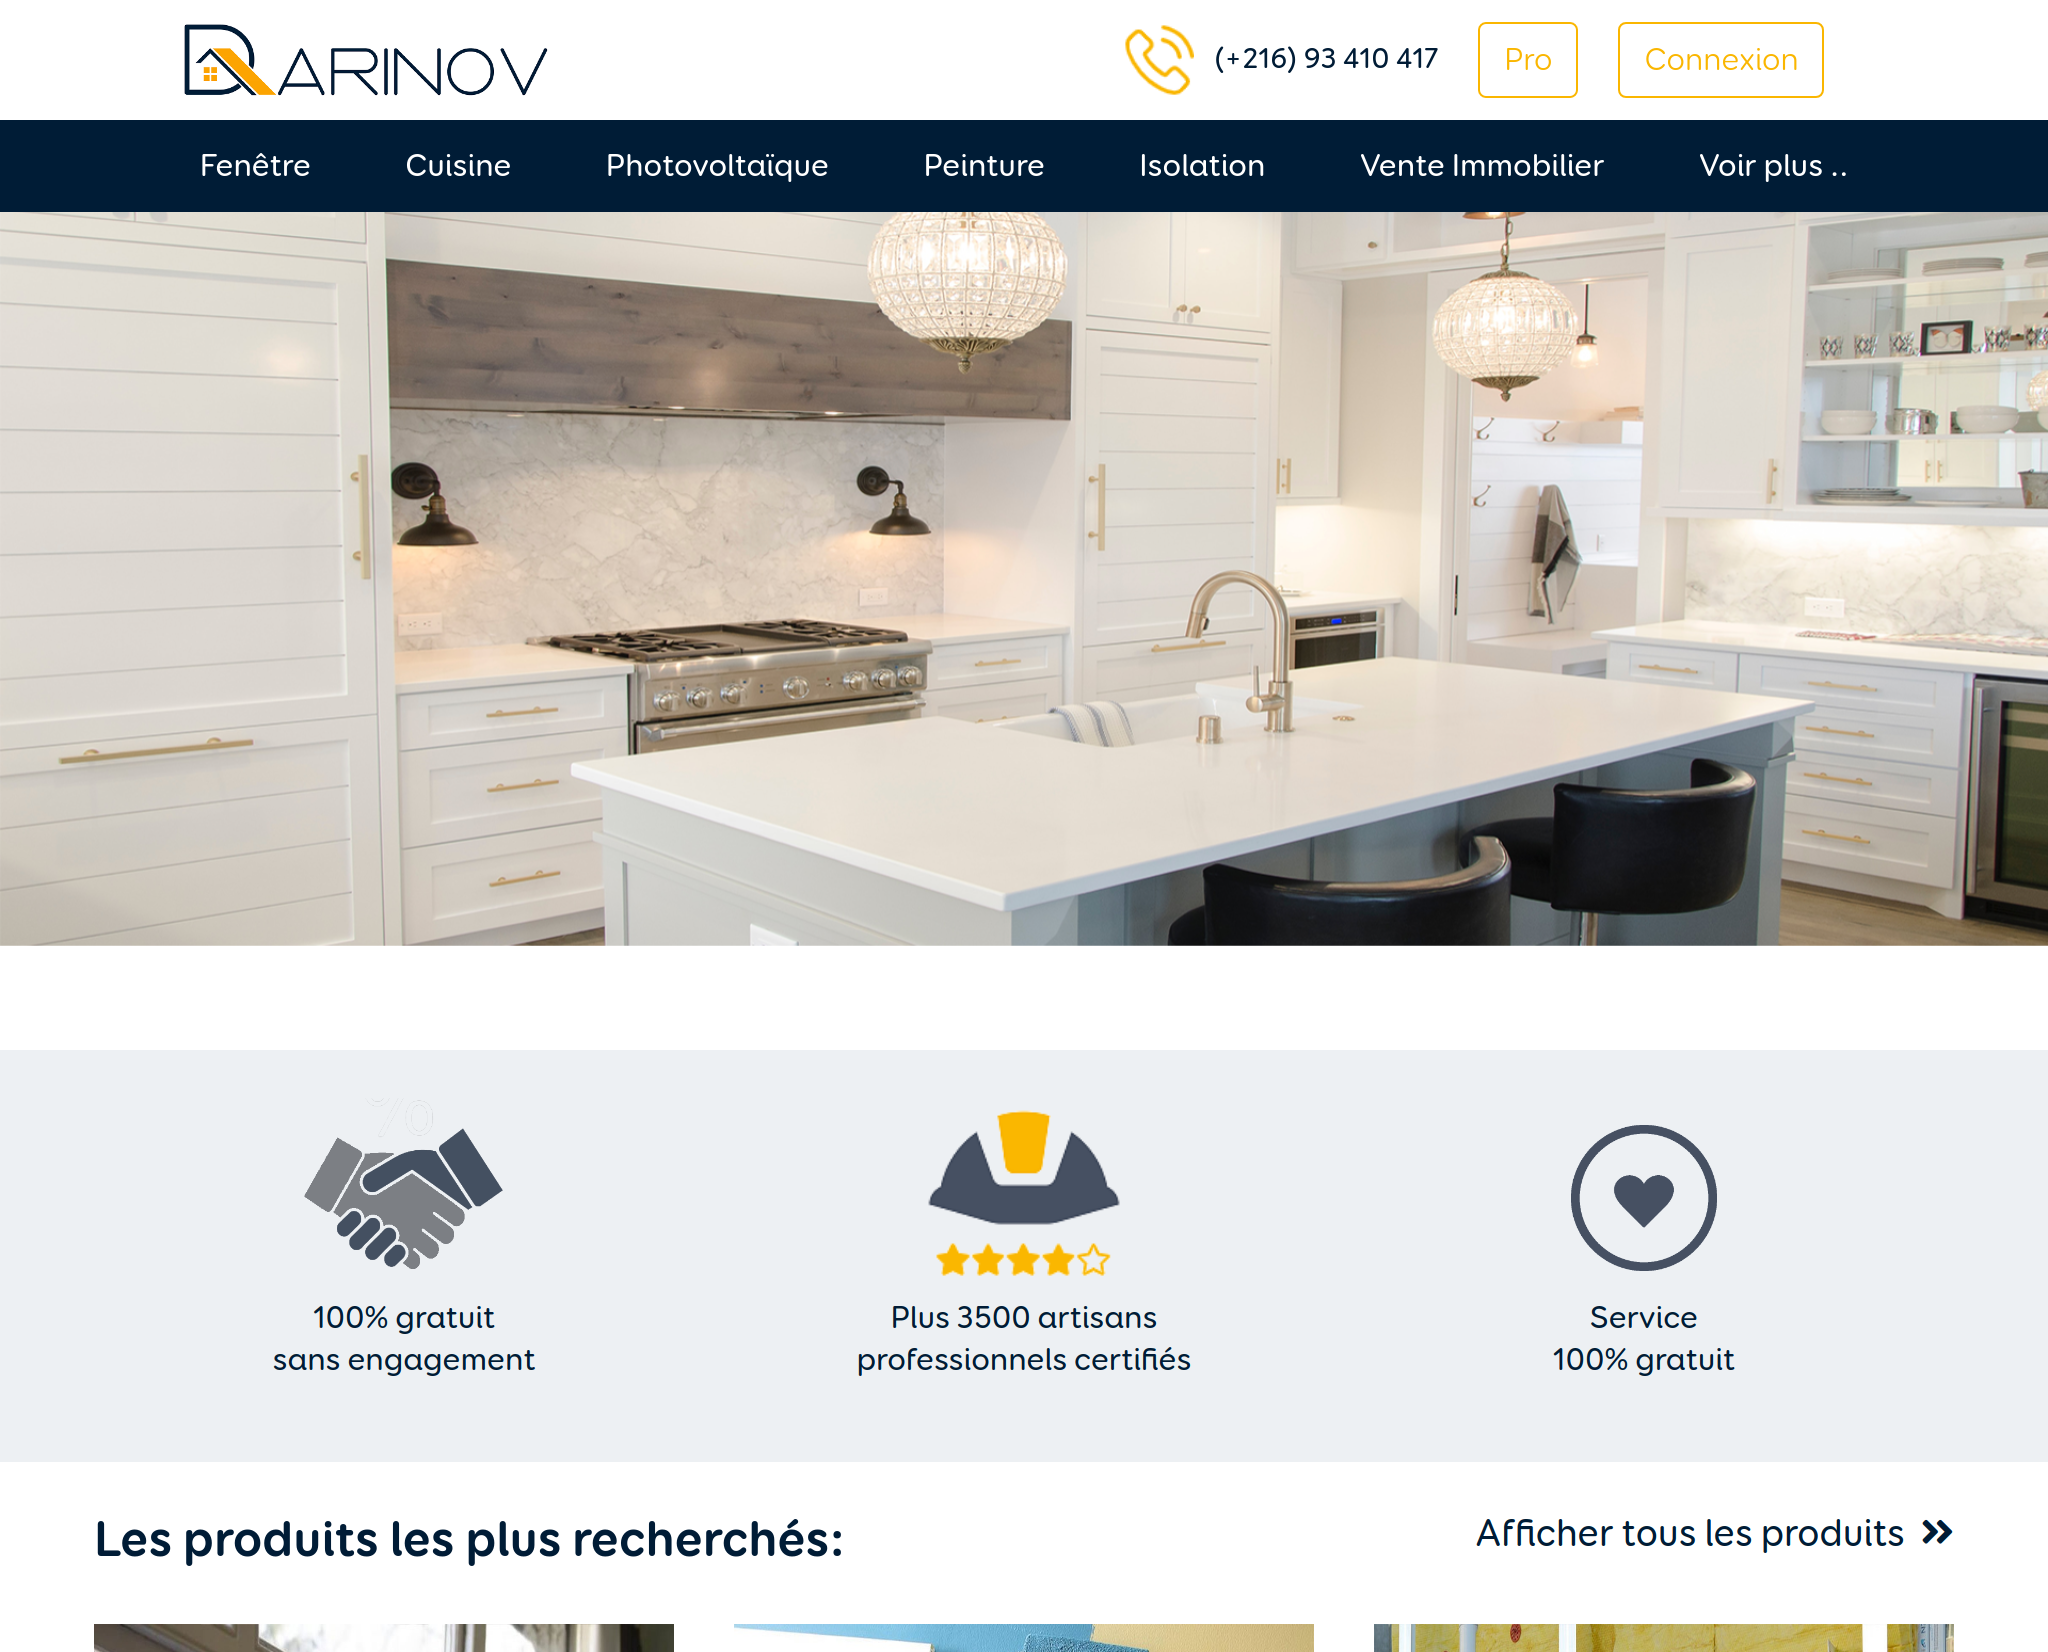 DARINOV
(+216) 93 410 417
Pro
Connexion
Fenêtre
Cuisine
Photovoltaïque
Peinture
Isolation
Vente Immobilier
Voir plus ..
%
100% gratuit
sans engagement
Plus 3500 artisans
professionnels certifiés
Service
100% gratuit
Les produits les plus recherchés:
Afficher tous les produits